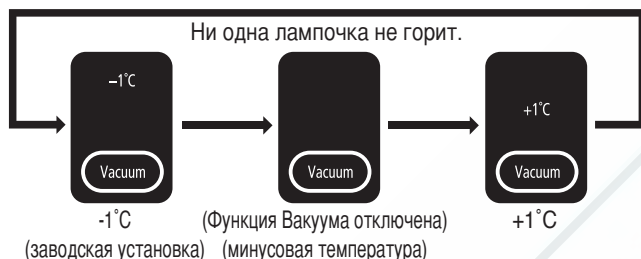 Ни одна лампочка не горит.
–1˚C
+1˚C
Vacuum
Vacuum
Vacuum
-1˚C
(Функция Вакуума отключена)
+1˚C
(заводская установка)
(минусовая температура)